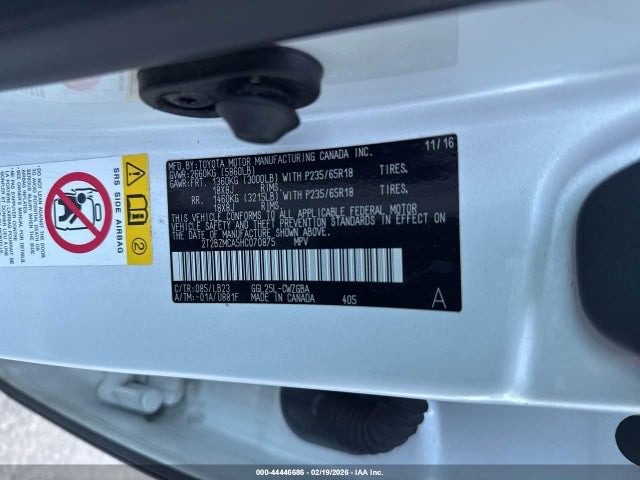 MFD.BY:TOYOTA MOTOR MANUFACTURING CANADA INC. 11/16
GVWR:2660KG (5860LB)
GAWR:FRT. 1360KG (3000LB) WITH P235/65R18 TIRES,
18X8J RIMS,
RR. 1460KG (3215LB) WITH P235/65R18 TIRES,
18X8J RIMS,
THIS VEHICLE CONFORMS TO ALL APPLICABLE FEDERAL MOTOR
VEHICLE SAFETY, BUMPER, AND THEFT PREVENTION STANDARDS
IN EFFECT ON THE DATE OF MANUFACTURE SHOWN ABOVE.
2T2BZMCA5HC070875 MPV
C/TR:085/LB23 GGL25L-CWZGBA
A/TM:-01A/U881F MADE IN CANADA 405
A
SRS SIDE AIRBAG
2
000-44446686 - 02/19/2026 - IAA Inc.